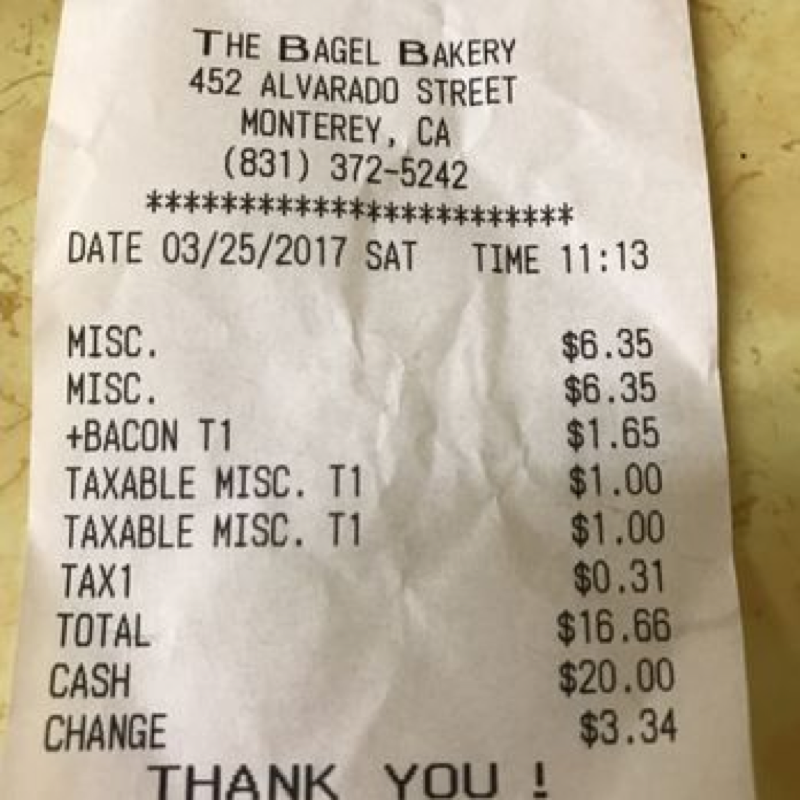 THE BAGEL BAKERY
452 ALVARADO STREET
MONTEREY, CA
(831) 372-5242
************************
DATE 03/25/2017 SAT TIME 11:13
MISC. $6.35
MISC. $6.35
+BACON T1 $1.65
TAXABLE MISC. T1 $1.00
TAXABLE MISC. T1 $1.00
TAX1 $0.31
TOTAL $16.66
CASH $20.00
CHANGE $3.34
THANK YOU !